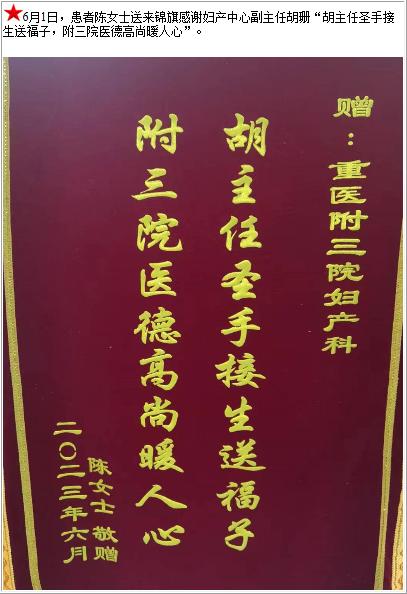 6月1日，患者陈女士送来锦旗感谢妇产中心副主任胡珊“胡主任圣手接
生送福子，附三院医德高尚暖人心”。
赠：重医附三院妇产科
胡主任圣手接生送福子
附三院医德高尚暖人心
陈女士 敬赠
二〇二三年六月